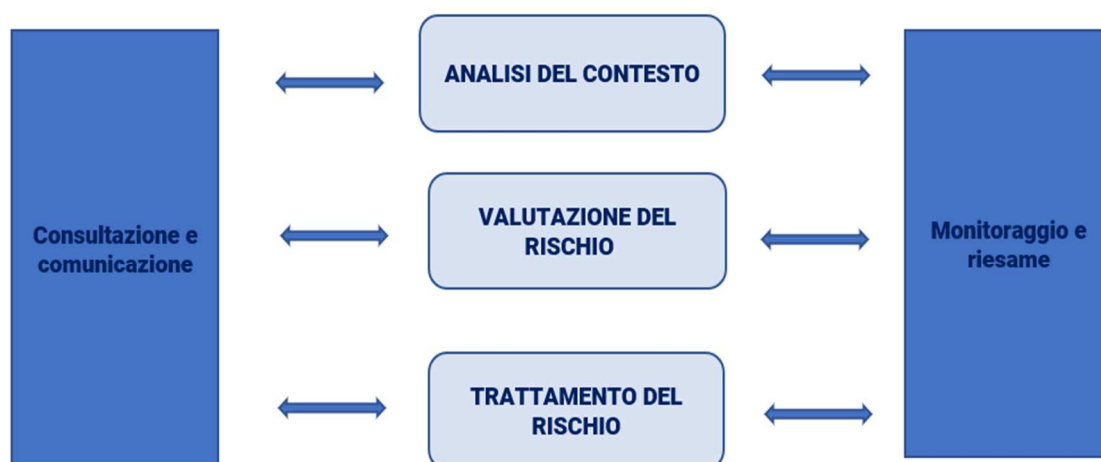 ANALISI DEL CONTESTO
VALUTAZIONE DEL
RISCHIO
Consultazione e
comunicazione
Monitoraggio e
riesame
TRATTAMENTO DEL
RISCHIO